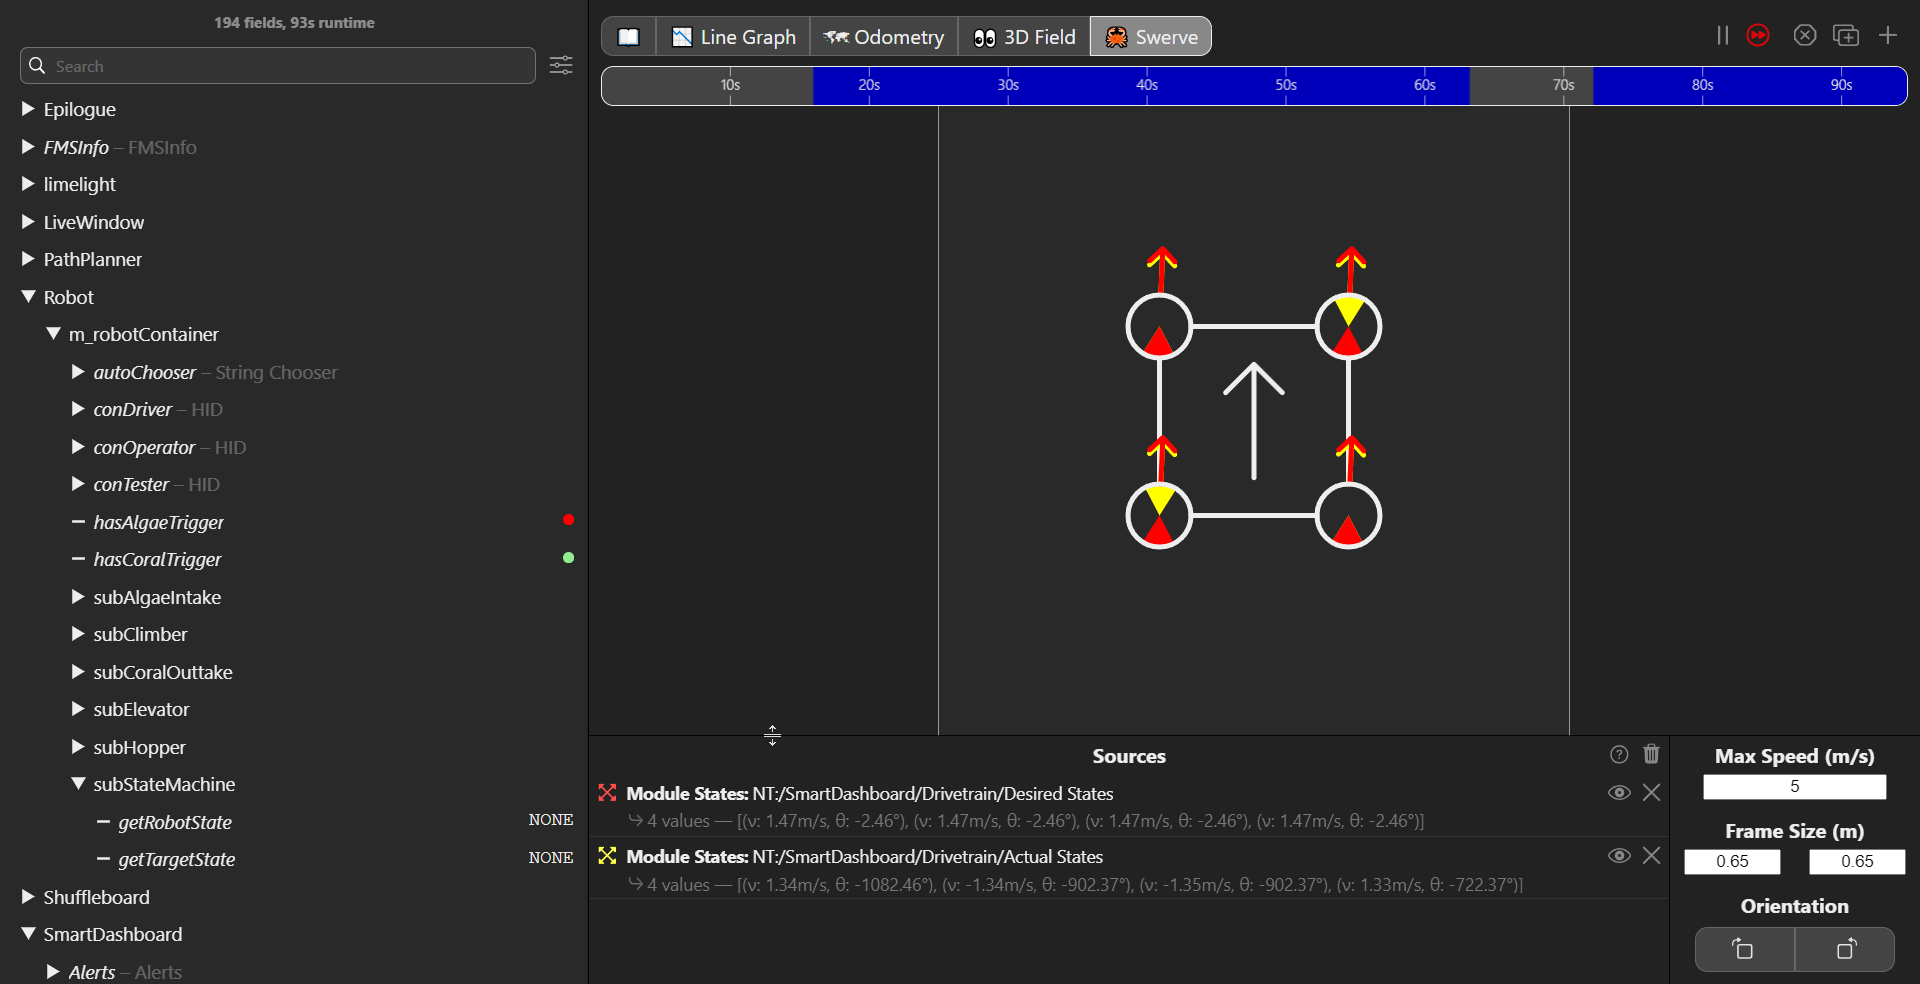 194 fields, 93s runtime
Search
Epilogue
FMSInfo – FMSInfo
limelight
LiveWindow
PathPlanner
Robot
m_robotContainer
autoChooser – String Chooser
conDriver – HID
conOperator – HID
conTester – HID
hasAlgaeTrigger
hasCoralTrigger
subAlgaeIntake
subClimber
subCoralOuttake
subElevator
subHopper
subStateMachine
getRobotState NONE
getTargetState NONE
Shuffleboard
SmartDashboard
Alerts – Alerts
Line Graph Odometry 3D Field Swerve
10s 20s 30s 40s 50s 60s 70s 80s 90s
Sources
Module States: NT:/SmartDashboard/Drivetrain/Desired States
4 values — [(v: 1.47m/s, θ: -2.46°), (v: 1.47m/s, θ: -2.46°), (v: 1.47m/s, θ: -2.46°), (v: 1.47m/s, θ: -2.46°)]
Module States: NT:/SmartDashboard/Drivetrain/Actual States
4 values — [(v: 1.34m/s, θ: -1082.46°), (v: -1.34m/s, θ: -902.37°), (v: -1.35m/s, θ: -902.37°), (v: 1.33m/s, θ: -722.37°)]
Max Speed (m/s)
5
Frame Size (m)
0.65 0.65
Orientation